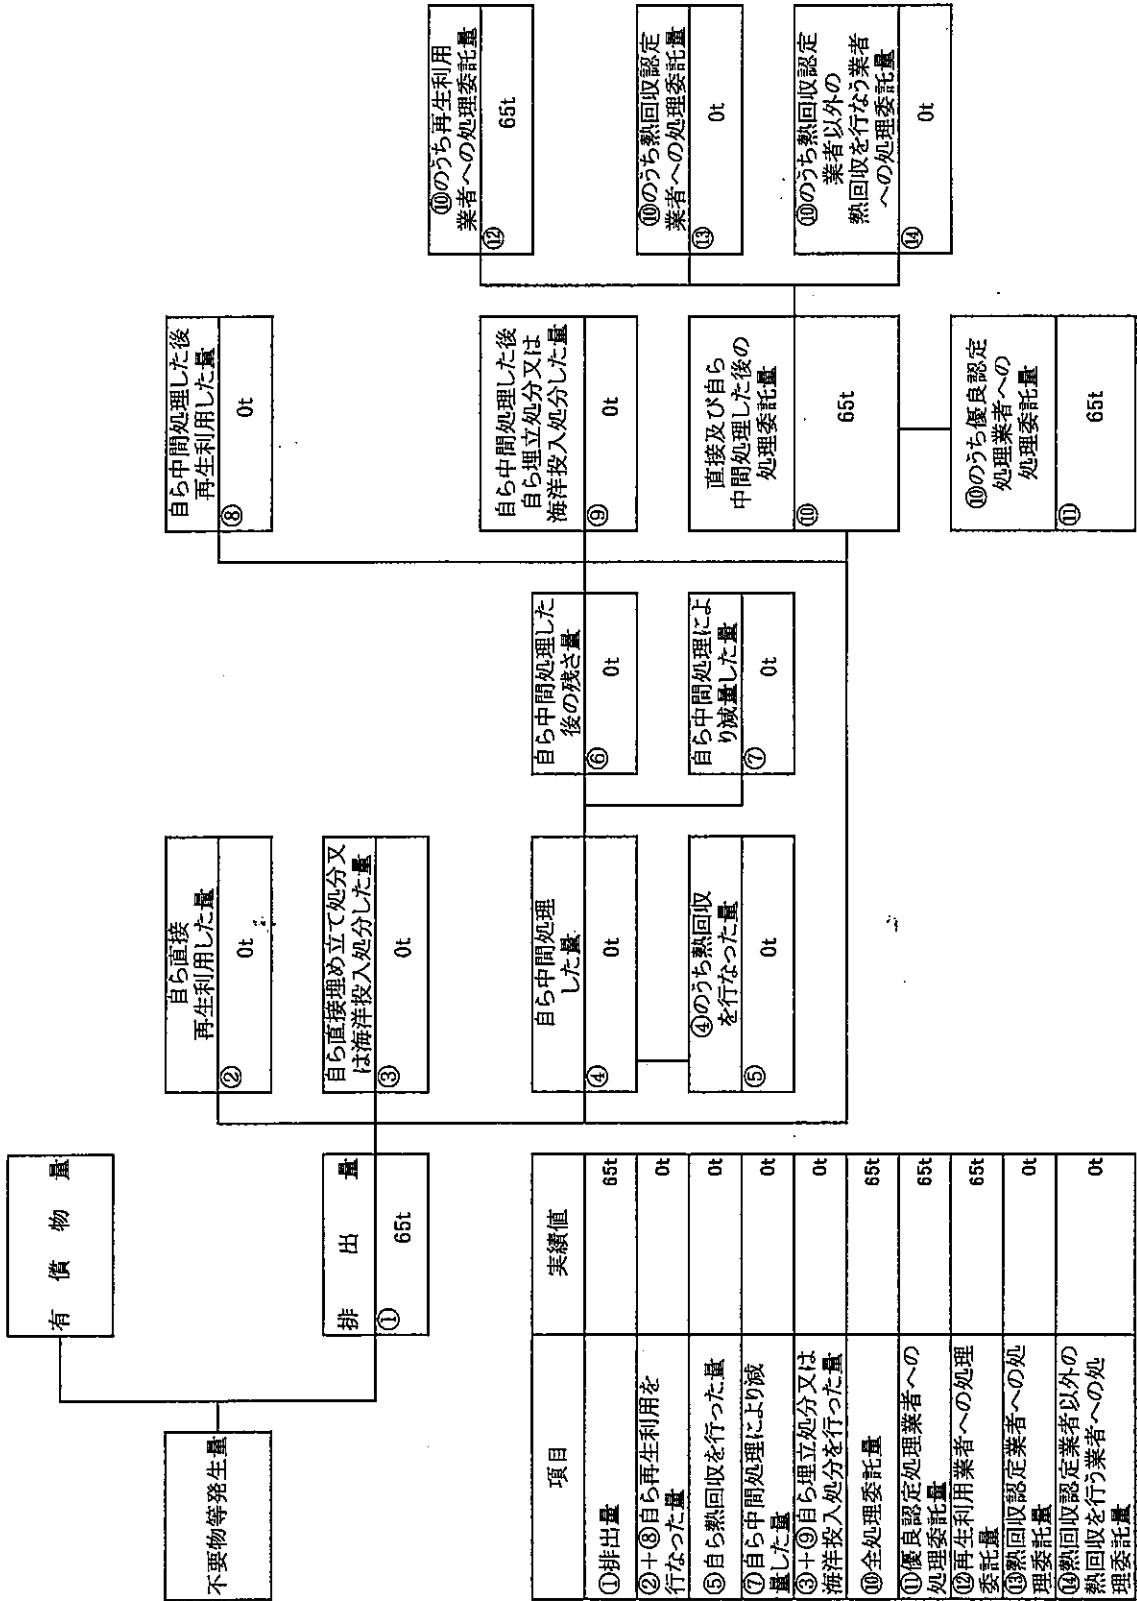 有償物量
不要物等発生量
排出量
①
65t
自ら直接
再生利用した量
②
0t
自ら直接埋め立て処分又
は海洋投入処分した量
③
0t
自ら中間処理
した量
④
0t
④のうち熱回収
を行なった量
⑤
0t
自ら中間処理した
後の残さ量
⑥
0t
自ら中間処理によ
り減量した量
⑦
0t
自ら中間処理した後
再生利用した量
⑧
0t
自ら中間処理した後
自ら埋立処分又は
海洋投入処分した量
⑨
0t
直接及び自ら
中間処理した後の
処理委託量
⑩
65t
⑩のうち優良認定
処理業者への
処理委託量
⑪
65t
⑩のうち再生利用
業者への処理委託量
⑫
65t
⑩のうち熱回収認定
業者への処理委託量
⑬
0t
⑩のうち熱回収認定
業者以外の
熱回収を行なう業者
への処理委託量
⑭
0t
項目 実績値
①排出量 65t
②+⑧自ら再生利用を
行なった量 0t
⑤自ら熱回収を行った量 0t
⑦自ら中間処理により減
量した量 0t
③+⑨自ら埋立処分又は
海洋投入処分を行った量 0t
⑩全処理委託量 65t
⑪優良認定処理業者への
処理委託量 65t
⑫再生利用業者への処理
委託量 65t
⑬熱回収認定業者への処
理委託量 0t
⑭熱回収認定業者以外の
熱回収を行う業者への処
理委託量 0t